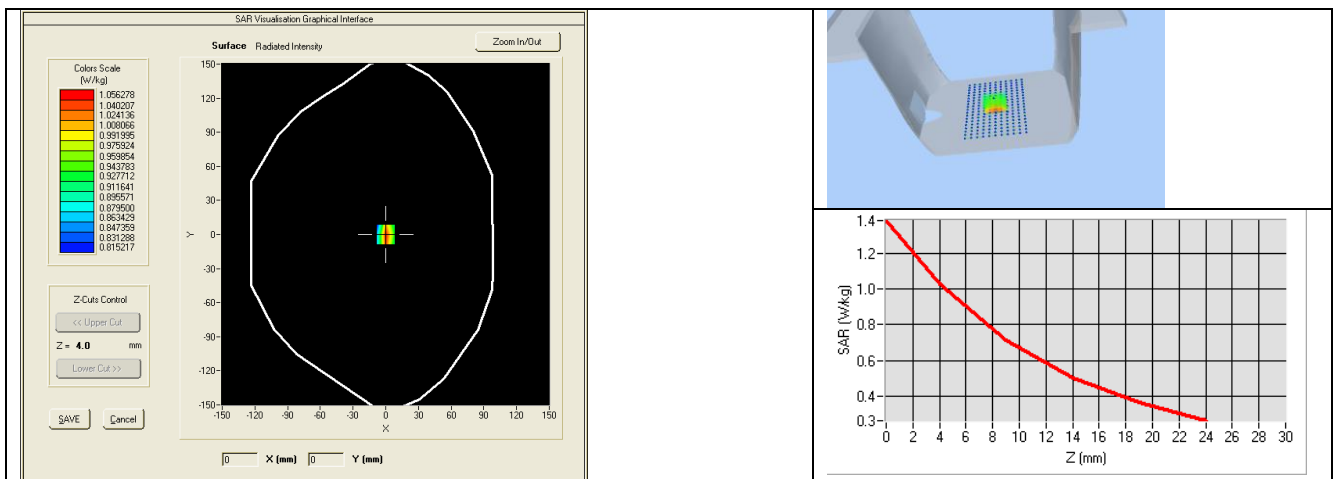 SAR Visualisation Graphical Interface
Surface Radiated Intensity
Zoom In/Out
Colors Scale
(W/kg)
1.056278
1.040207
1.024136
1.008066
0.991995
0.975924
0.959854
0.943783
0.927712
0.911641
0.895571
0.879500
0.863429
0.847359
0.831288
0.815217
Z-Cuts Control
<< Upper Cut
Z = 4.0 mm
Lower Cut >>
SAVE Cancel
150
120
90
60
30
0
-30
-60
-90
-120
-150
Y
-150 -120 -90 -60 -30 0 30 60 90 120 150
X
0 X (mm) 0 Y (mm)
1.4
1.2
1.0
0.8
0.6
0.4
0.3
SAR (W/kg)
0 2 4 6 8 10 12 14 16 18 20 22 24 26 28 30
Z (mm)